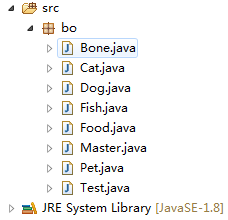 src
bo
Bone.java
Cat.java
Dog.java
Fish.java
Food.java
Master.java
Pet.java
Test.java
JRE System Library [JavaSE-1.8]